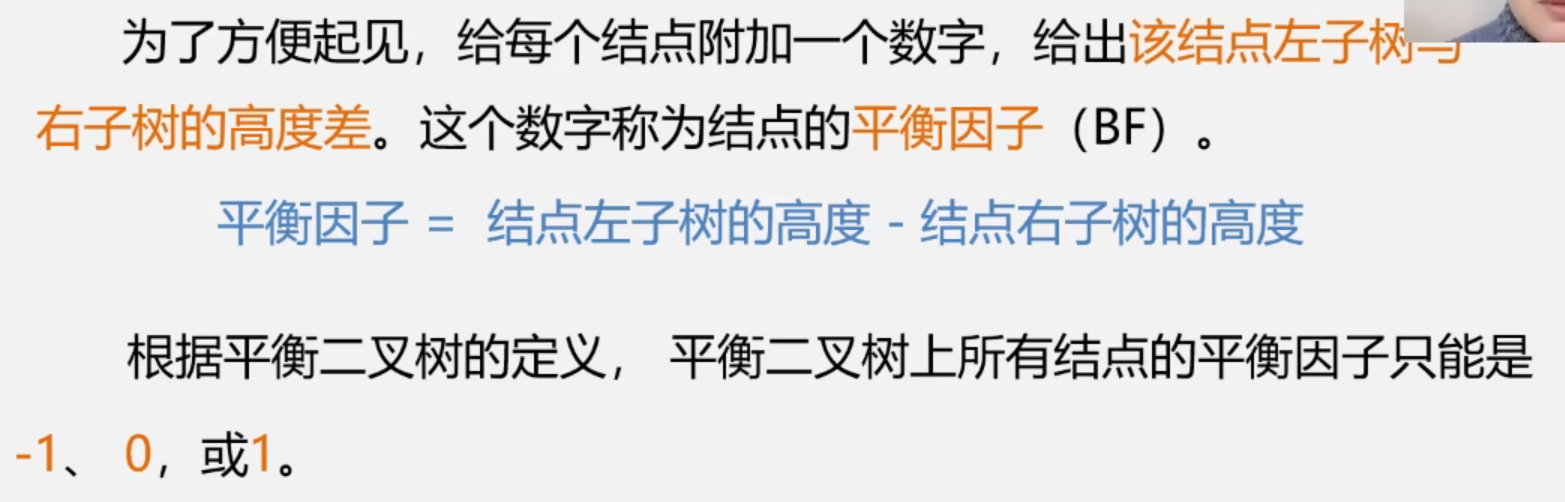 为了方便起见，给每个结点附加一个数字，给出该结点左子树与
右子树的高度差。这个数字称为结点的平衡因子（BF）。
平衡因子 = 结点左子树的高度 - 结点右子树的高度
根据平衡二叉树的定义， 平衡二叉树上所有结点的平衡因子只能是
-1、 0，或1。